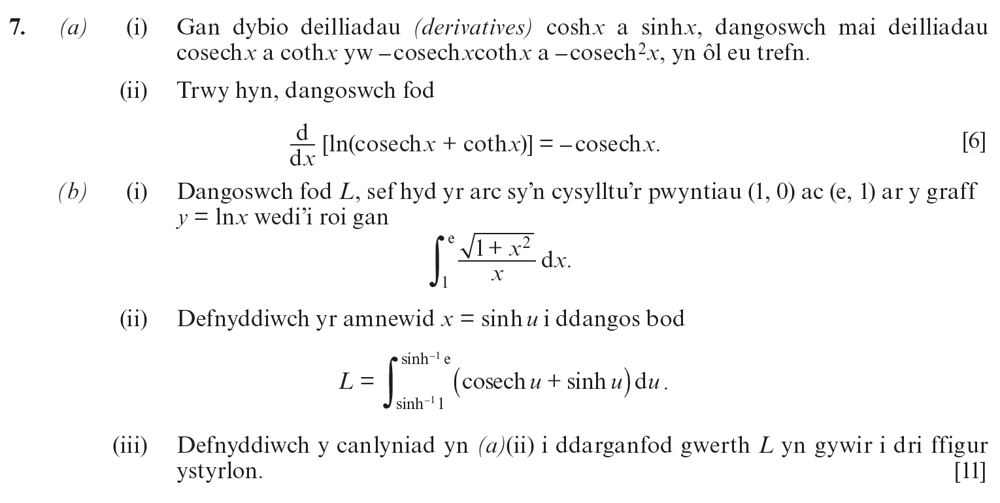 7. (a) (i) Gan dybio deilliadau (derivatives) coshx a sinhx, dangoswch mai deilliadau
cosechx a cothx yw –cosechxcothx a –cosech²x, yn ôl eu trefn.
(ii) Trwy hyn, dangoswch fod
d/dx [ln(cosechx + cothx)] = –cosechx. [6]
(b) (i) Dangoswch fod L, sef hyd yr arc sy’n cysylltu’r pwyntiau (1, 0) ac (e, 1) ar y graff
y = lnx wedi’i roi gan
∫₁ᵉ √(1 + x²)/x dx.
(ii) Defnyddiwch yr amnewid x = sinh u i ddangos bod
L = ∫_{sinh⁻¹ 1}^{sinh⁻¹ e} (cosech u + sinh u) du.
(iii) Defnyddiwch y canlyniad yn (a)(ii) i ddarganfod gwerth L yn gywir i dri ffigur
ystyrlon. [11]